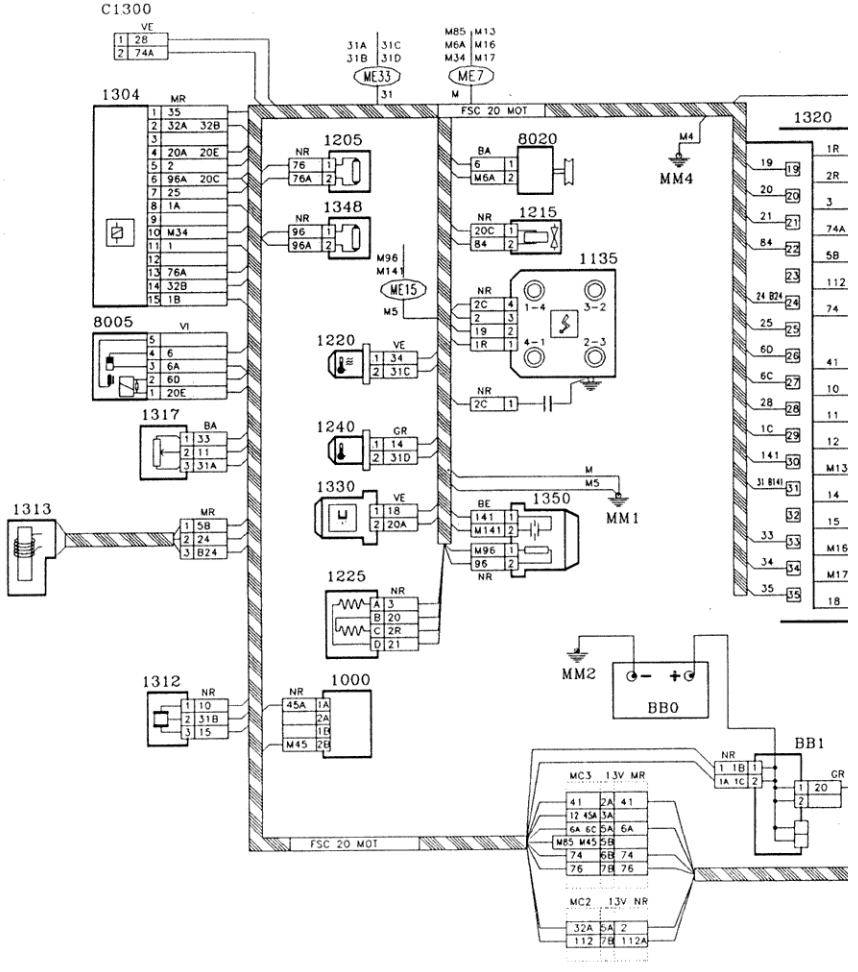 C1300
VE
1 28
2 74A
31A 31C
31B 31D
ME33
31
M85 M13
M6A M16
M34 M17
ME7
M
FSC 20 MOT
1304
MR
1 35
2 32A 32B
3
4 20A 20E
5 2
6 96A 20C
7 25
8 1A
9
10 M34
11 1
12
13 76A
14 32B
15 1B
1205
NR
76 1
76A 2
1348
NR
96 1
96A 2
M96
M141
ME15
M5
8020
BA
6 1
M6A 2
1215
NR
20C 1
84 2
M4
MM4
1135
NR
2C 4
2 3
19 2
1R 1
1-4 3-2
4-1 2-3
NR
2C 1
8005
VI
5
4 6
3 6A
2 6D
1 20E
1220
VE
1 34
2 31C
1317
BA
1 33
2 11
3 31A
1240
GR
1 14
2 31D
1313
MR
1 5B
2 24
3 B24
1330
VE
1 18
2 20A
M
M5
MM1
1350
BE
141 1
M141 2
M96 1
96 2
NR
1225
NR
A 3
B 20
C 2R
D 21
1312
NR
1 10
2 31B
3 15
1000
NR
45A 1A
2A
1B
M45 2B
1320
19 19
20 20
21 21
84 22
23
24 B24 24
25 25
6D 26
6C 27
28 28
1C 29
141 30
31 B141 31
32
33 33
34 34
35 35
1R
2R
3
74A
5B
112
74
41
10
11
12
M13
14
15
M16
M17
18
MM2
- +
BB0
BB1
NR
1 1B 1
1A 1C 2
GR
1 20
2
FSC 20 MOT
MC3 13V MR
41 2A 41
12 45A 3A
6A 6C 5A 6A
M85 M45 5B
74 6B 74
76 7B 76
MC2 13V NR
32A 5A 2
112 7B 112A